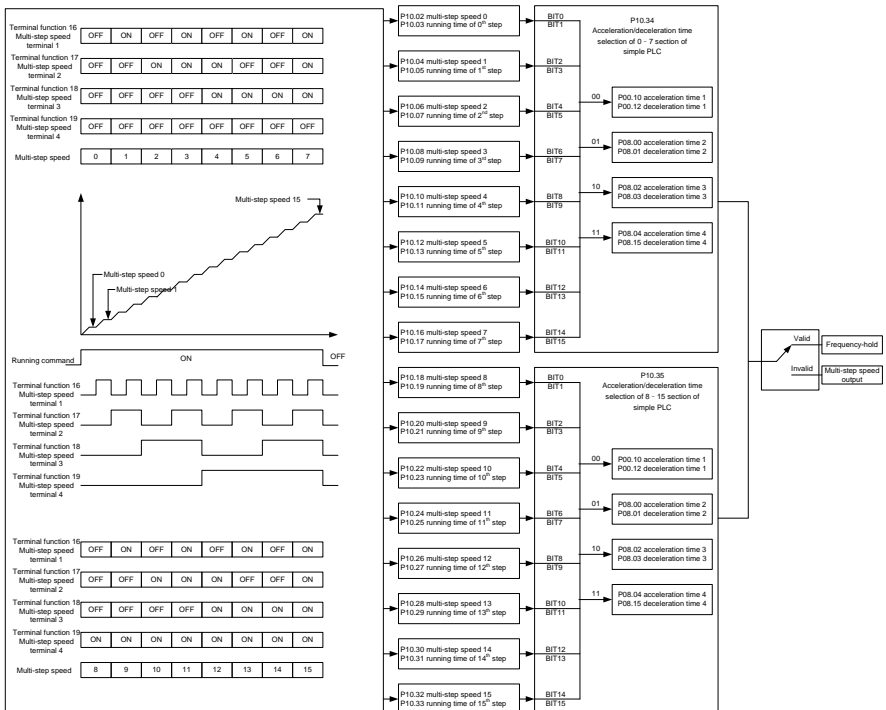 Terminal function 16
Multi-step speed
terminal 1
OFF ON OFF ON OFF ON OFF ON
Terminal function 17
Multi-step speed
terminal 2
OFF OFF ON ON OFF OFF ON ON
Terminal function 18
Multi-step speed
terminal 3
OFF OFF OFF OFF ON ON ON ON
Terminal function 19
Multi-step speed
terminal 4
OFF OFF OFF OFF OFF OFF OFF OFF
Multi-step speed 0 1 2 3 4 5 6 7
Multi-step speed 15
Multi-step speed 0
Multi-step speed 1
Running command ON OFF
Terminal function 16
Multi-step speed
terminal 1
Terminal function 17
Multi-step speed
terminal 2
Terminal function 18
Multi-step speed
terminal 3
Terminal function 19
Multi-step speed
terminal 4
Terminal function 16
Multi-step speed
terminal 1
OFF ON OFF ON OFF ON OFF ON
Terminal function 17
Multi-step speed
terminal 2
OFF OFF ON ON OFF OFF ON ON
Terminal function 18
Multi-step speed
terminal 3
OFF OFF OFF OFF ON ON ON ON
Terminal function 19
Multi-step speed
terminal 4
ON ON ON ON ON ON ON ON
Multi-step speed 8 9 10 11 12 13 14 15
P10.02 multi-step speed 0
P10.03 running time of 0th step
P10.04 multi-step speed 1
P10.05 running time of 1st step
P10.06 multi-step speed 2
P10.07 running time of 2nd step
P10.08 multi-step speed 3
P10.09 running time of 3rd step
P10.10 multi-step speed 4
P10.11 running time of 4th step
P10.12 multi-step speed 5
P10.13 running time of 5th step
P10.14 multi-step speed 6
P10.15 running time of 6th step
P10.16 multi-step speed 7
P10.17 running time of 7th step
P10.18 multi-step speed 8
P10.19 running time of 8th step
P10.20 multi-step speed 9
P10.21 running time of 9th step
P10.22 multi-step speed 10
P10.23 running time of 10th step
P10.24 multi-step speed 11
P10.25 running time of 11th step
P10.26 multi-step speed 12
P10.27 running time of 12th step
P10.28 multi-step speed 13
P10.29 running time of 13th step
P10.30 multi-step speed 14
P10.31 running time of 14th step
P10.32 multi-step speed 15
P10.33 running time of 15th step
BIT0
BIT1
BIT2
BIT3
BIT4
BIT5
BIT6
BIT7
BIT8
BIT9
BIT10
BIT11
BIT12
BIT13
BIT14
BIT15
P10.34
Acceleration/deceleration time
selection of 0 - 7 section of
simple PLC
00
P00.10 acceleration time 1
P00.12 deceleration time 1
01
P08.00 acceleration time 2
P08.01 deceleration time 2
10
P08.02 acceleration time 3
P08.03 deceleration time 3
11
P08.04 acceleration time 4
P08.15 deceleration time 4
BIT0
BIT1
BIT2
BIT3
BIT4
BIT5
BIT6
BIT7
BIT8
BIT9
BIT10
BIT11
BIT12
BIT13
BIT14
BIT15
P10.35
Acceleration/deceleration time
selection of 8 - 15 section of
simple PLC
00
P00.10 acceleration time 1
P00.12 deceleration time 1
01
P08.00 acceleration time 2
P08.01 deceleration time 2
10
P08.02 acceleration time 3
P08.03 deceleration time 3
11
P08.04 acceleration time 4
P08.15 deceleration time 4
Valid
Frequency-hold
Invalid
Multi-step speed
output